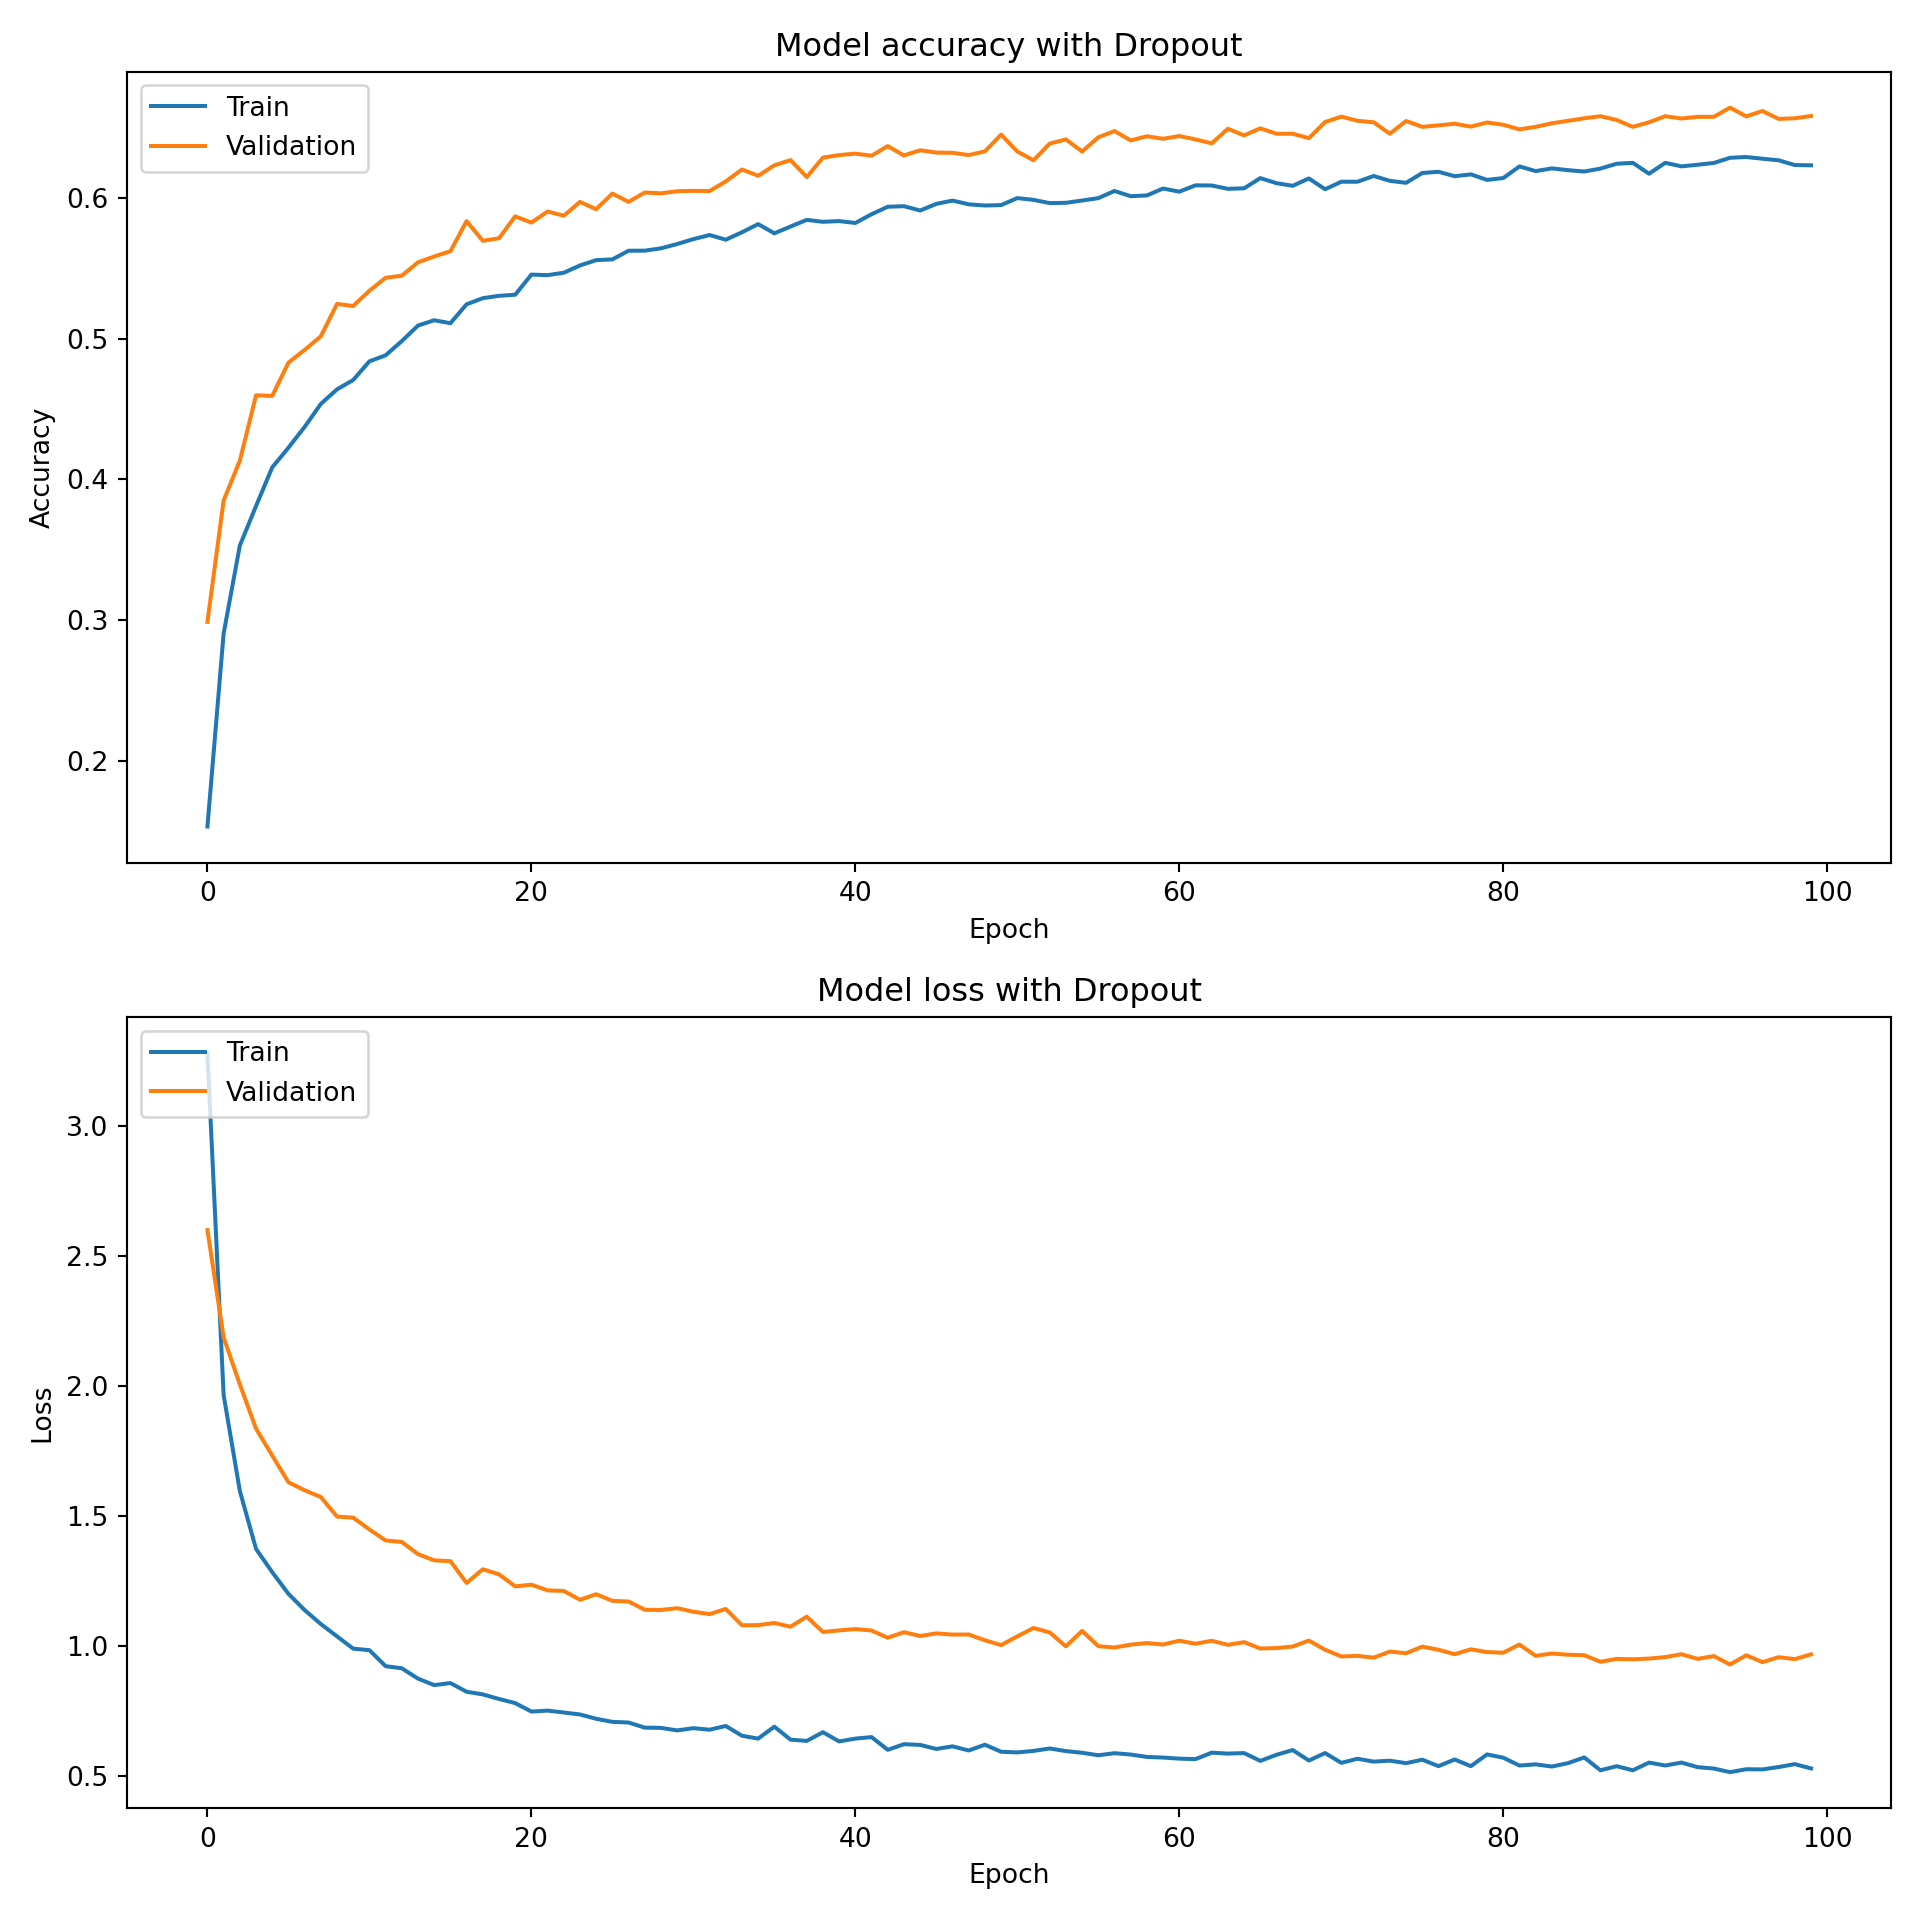 Model accuracy with Dropout
Train
Validation
0.6
0.5
0.4
0.3
0.2
Accuracy
0 20 40 60 80 100
Epoch
Model loss with Dropout
Train
Validation
3.0
2.5
2.0
1.5
1.0
0.5
Loss
0 20 40 60 80 100
Epoch